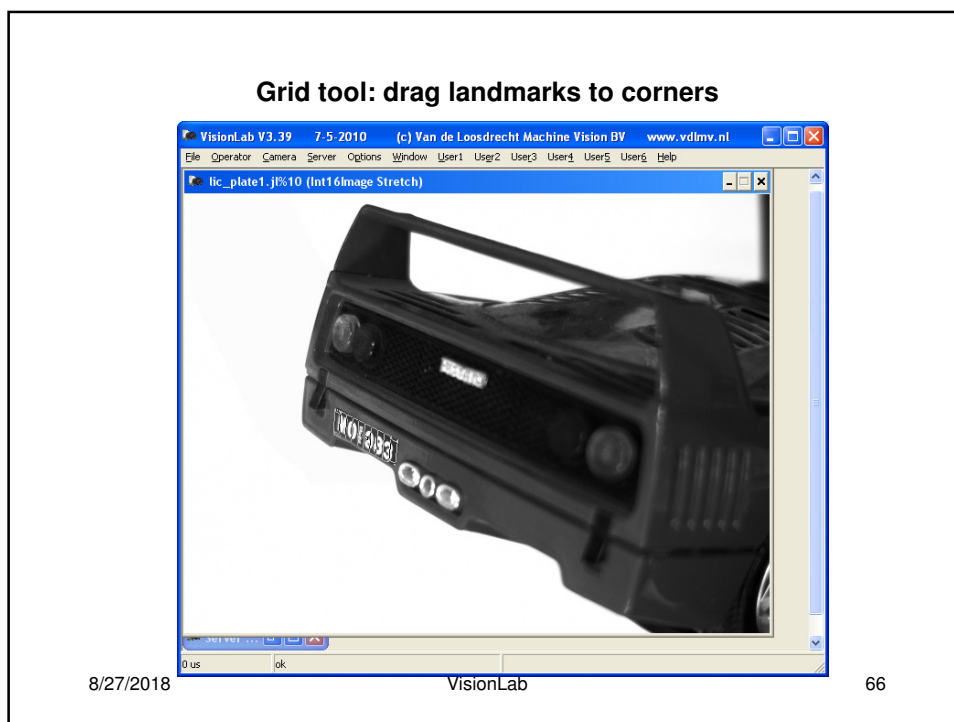 Grid tool: drag landmarks to corners
VisionLab V3.39 7-5-2010 (c) Van de Loosdrecht Machine Vision BV www.vdlmv.nl
File Operator Camera Server Options Window User1 User2 User3 User4 User5 User6 Help
lic_plate1.jl%10 (Int16Image Stretch)
Server ...
0 us ok
8/27/2018 VisionLab 66